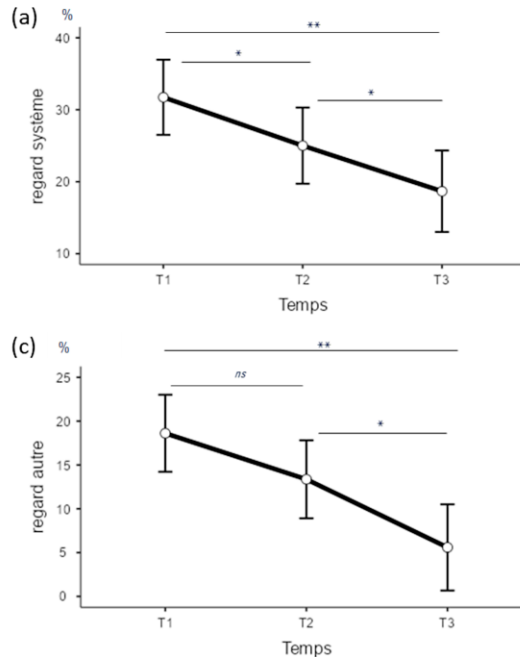 (a)
%
**
40
*
*
30
regard système
20
10
T1 T2 T3
Temps
(c)
%
**
25
ns
20
*
15
regard autre
10
5
0
T1 T2 T3
Temps